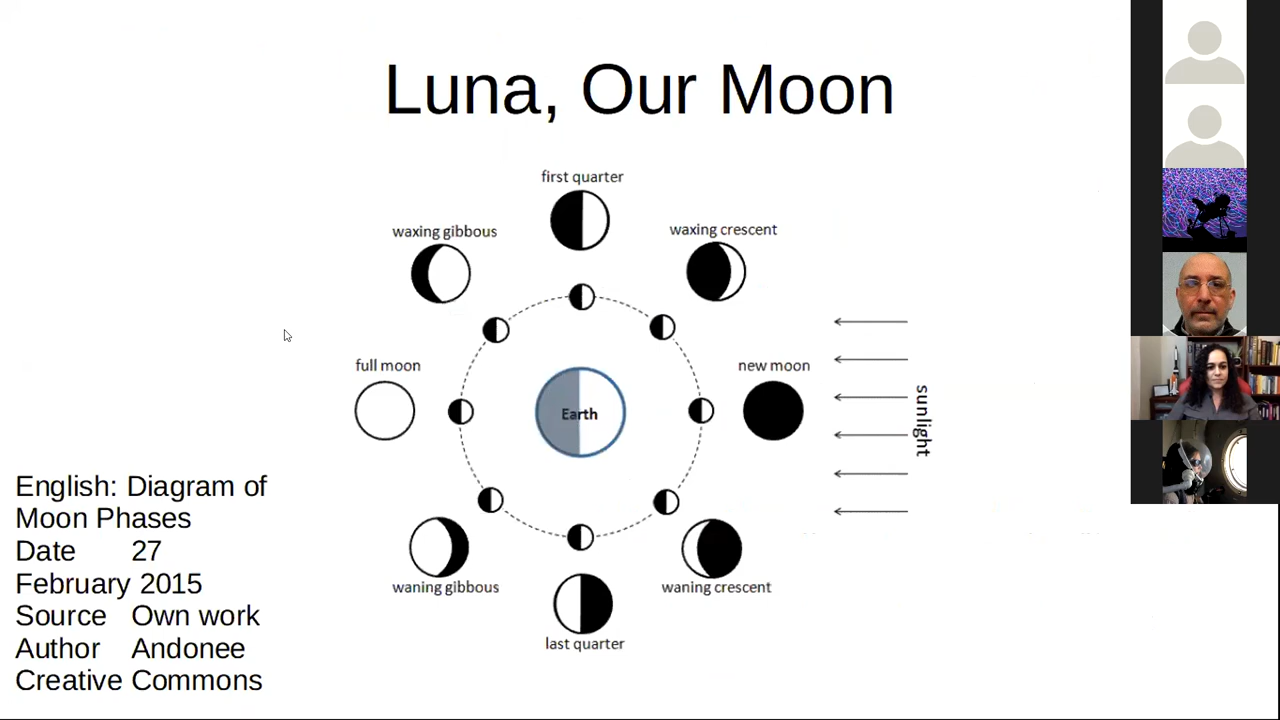 Luna, Our Moon
first quarter
waxing gibbous
waxing crescent
full moon
new moon
Earth
sunlight
waning gibbous
waning crescent
last quarter
English: Diagram of
Moon Phases
Date 27
February 2015
Source Own work
Author Andonee
Creative Commons